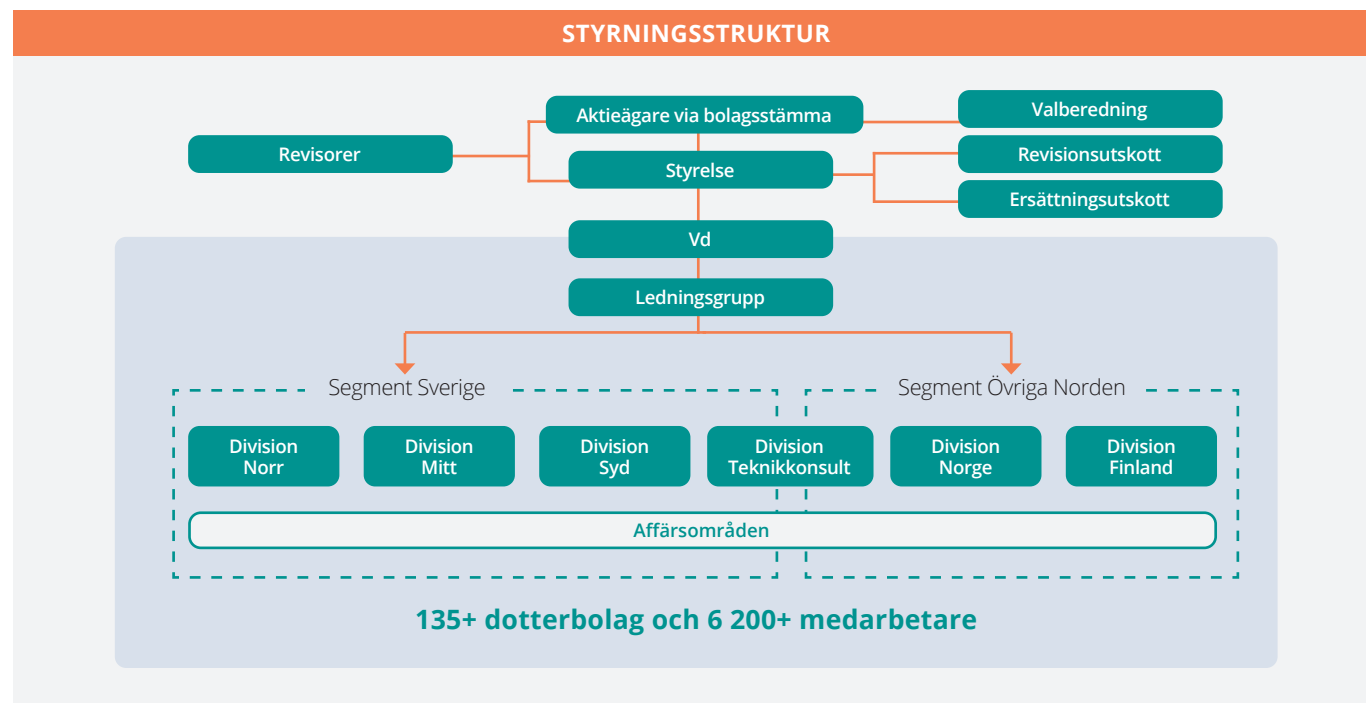 STYRNINGSSTRUKTUR
Aktieägare via bolagsstämma
Valberedning
Revisorer
Styrelse
Revisionsutskott
Ersättningsutskott
Vd
Ledningsgrupp
Segment Sverige
Segment Övriga Norden
Division
Norr
Division
Mitt
Division
Syd
Division
Teknikkonsult
Division
Norge
Division
Finland
Affärsområden
135+ dotterbolag och 6 200+ medarbetare